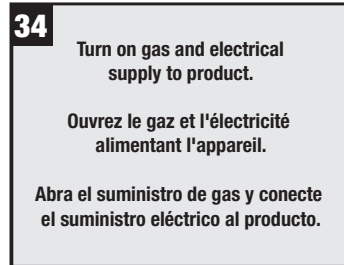 34
Turn on gas and electrical
supply to product.
Ouvrez le gaz et l'électricité
alimentant l'appareil.
Abra el suministro de gas y conecte
el suministro eléctrico al producto.